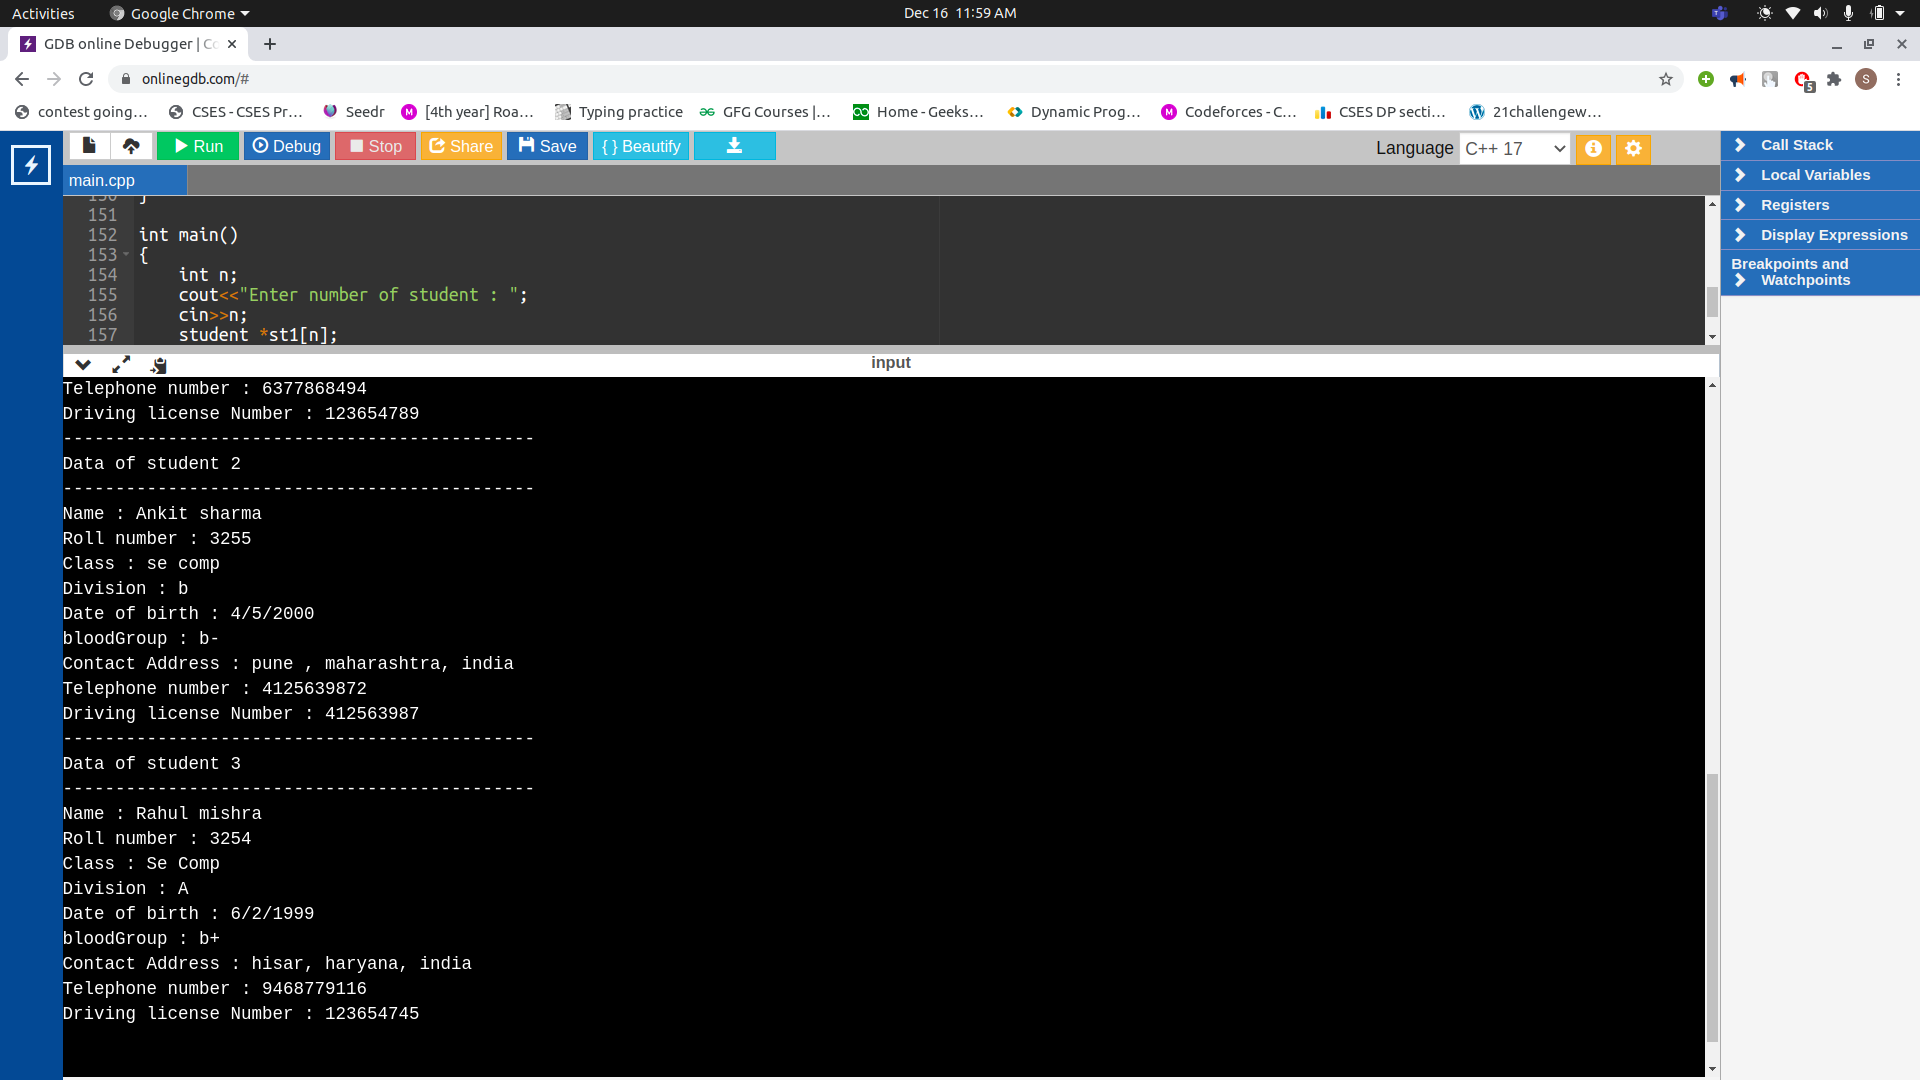 Activities Google Chrome Dec 16 11:59 AM
GDB online Debugger | Co
onlinegdb.com/# 5 S
contest going... CSES - CSES Pr... Seedr M [4th year] Roa... Typing practice GFG Courses |... Home - Geeks... Dynamic Prog... M Codeforces - C... CSES DP secti... 21challengew...
Run Debug Stop Share Save { } Beautify Language C++ 17
main.cpp
150 }
151
152 int main()
153 {
154 int n;
155 cout<<"Enter number of student : ";
156 cin>>n;
157 student *st1[n];
Call Stack
Local Variables
Registers
Display Expressions
Breakpoints and
Watchpoints
input
Telephone number : 6377868494
Driving license Number : 123654789
---------------------------------------------
Data of student 2
---------------------------------------------
Name : Ankit sharma
Roll number : 3255
Class : se comp
Division : b
Date of birth : 4/5/2000
bloodGroup : b-
Contact Address : pune , maharashtra, india
Telephone number : 4125639872
Driving license Number : 412563987
---------------------------------------------
Data of student 3
---------------------------------------------
Name : Rahul mishra
Roll number : 3254
Class : Se Comp
Division : A
Date of birth : 6/2/1999
bloodGroup : b+
Contact Address : hisar, haryana, india
Telephone number : 9468779116
Driving license Number : 123654745